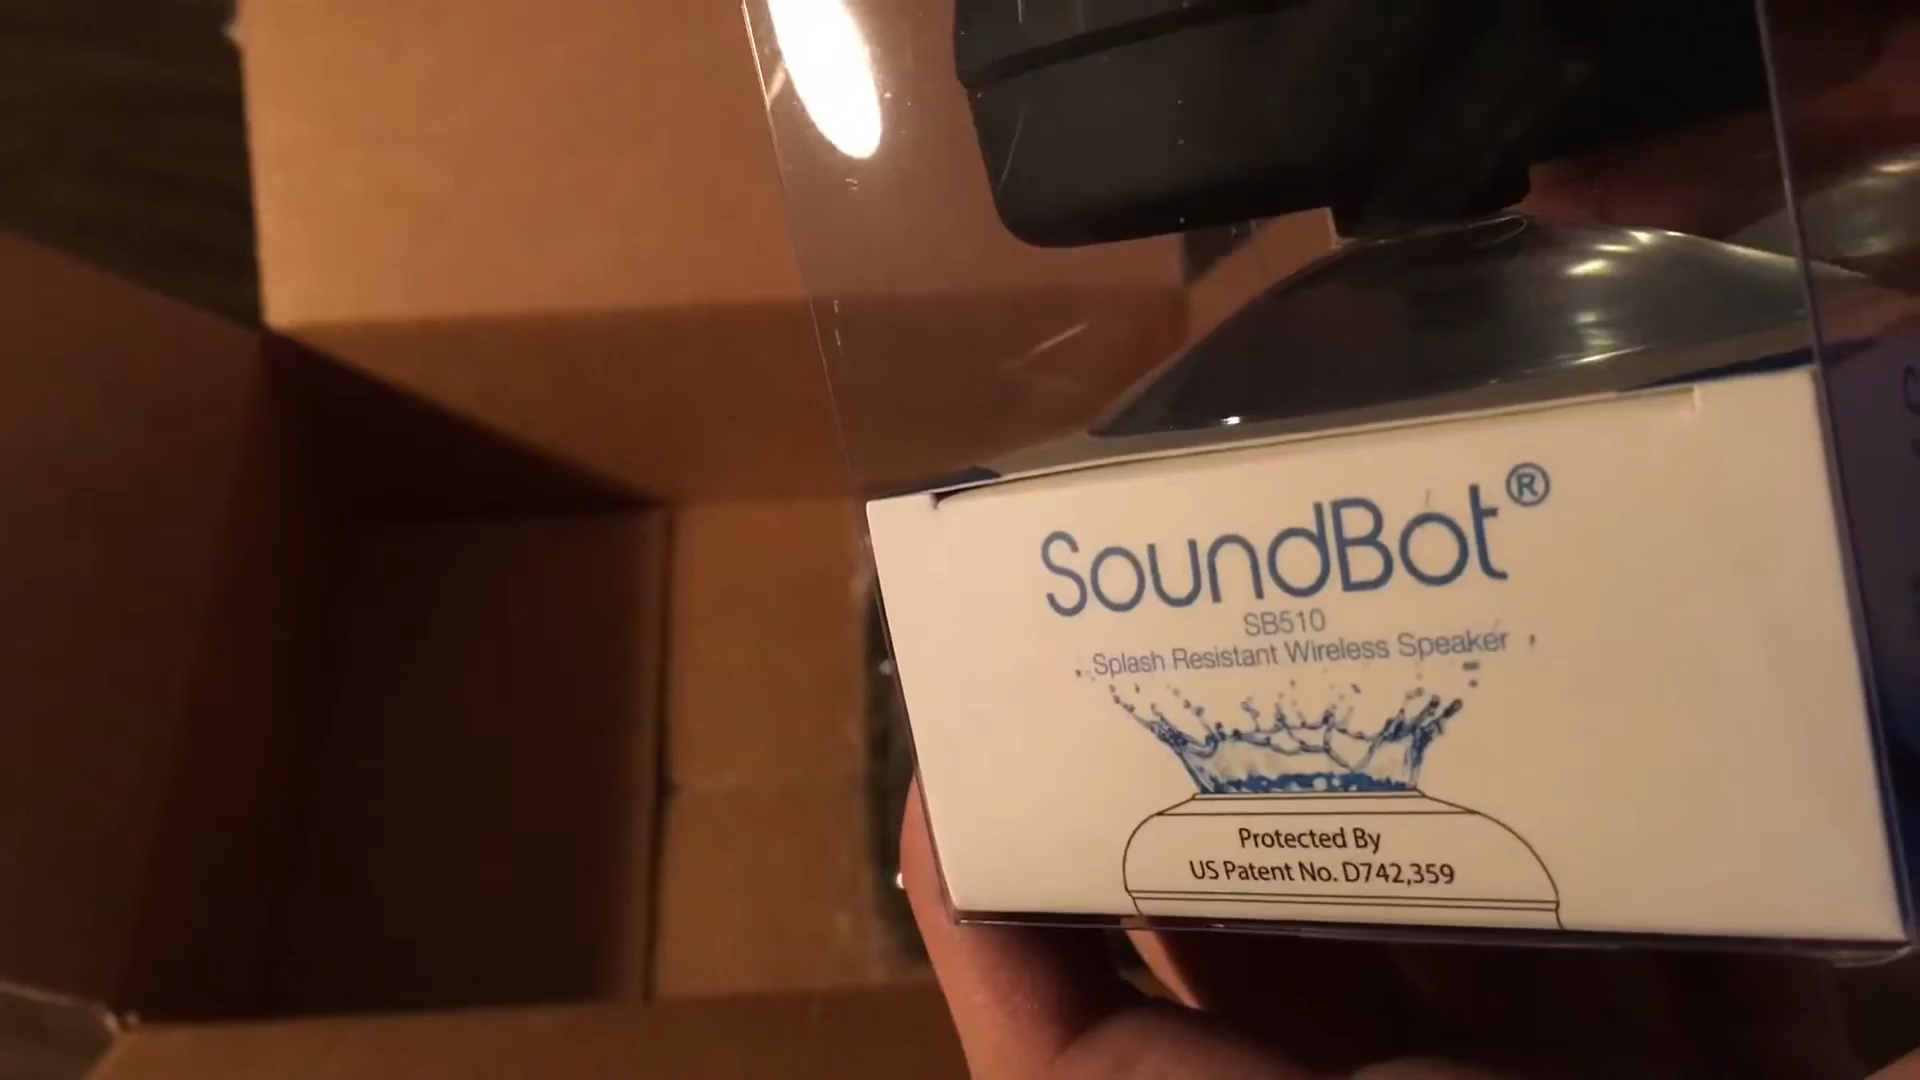 SoundBot®
SB510
Splash Resistant Wireless Speaker
Protected By
US Patent No. D742,359